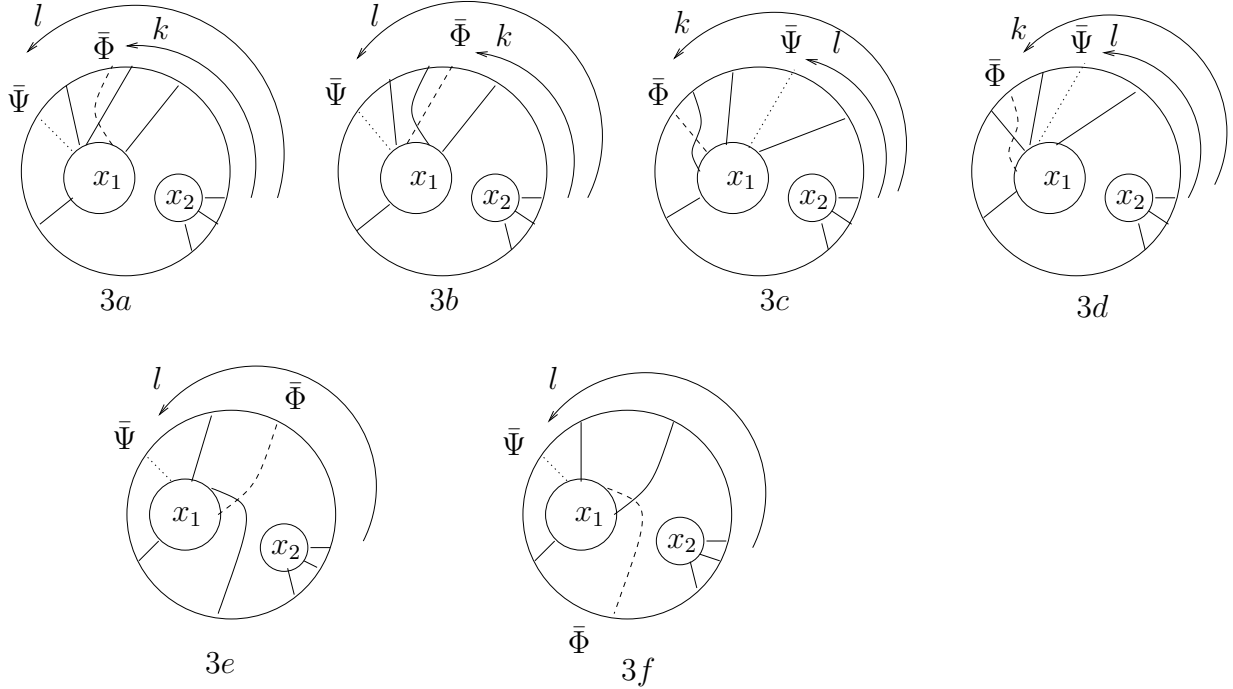 l k Φ̄ Ψ̄ x₁ x₂
l k Φ̄ Ψ̄ x₁ x₂
k l Ψ̄ Φ̄ x₁ x₂
k l Ψ̄ Φ̄ x₁ x₂
3a 3b 3c 3d
l Φ̄ Ψ̄ x₁ x₂
l Ψ̄ x₁ x₂ Φ̄
3e 3f